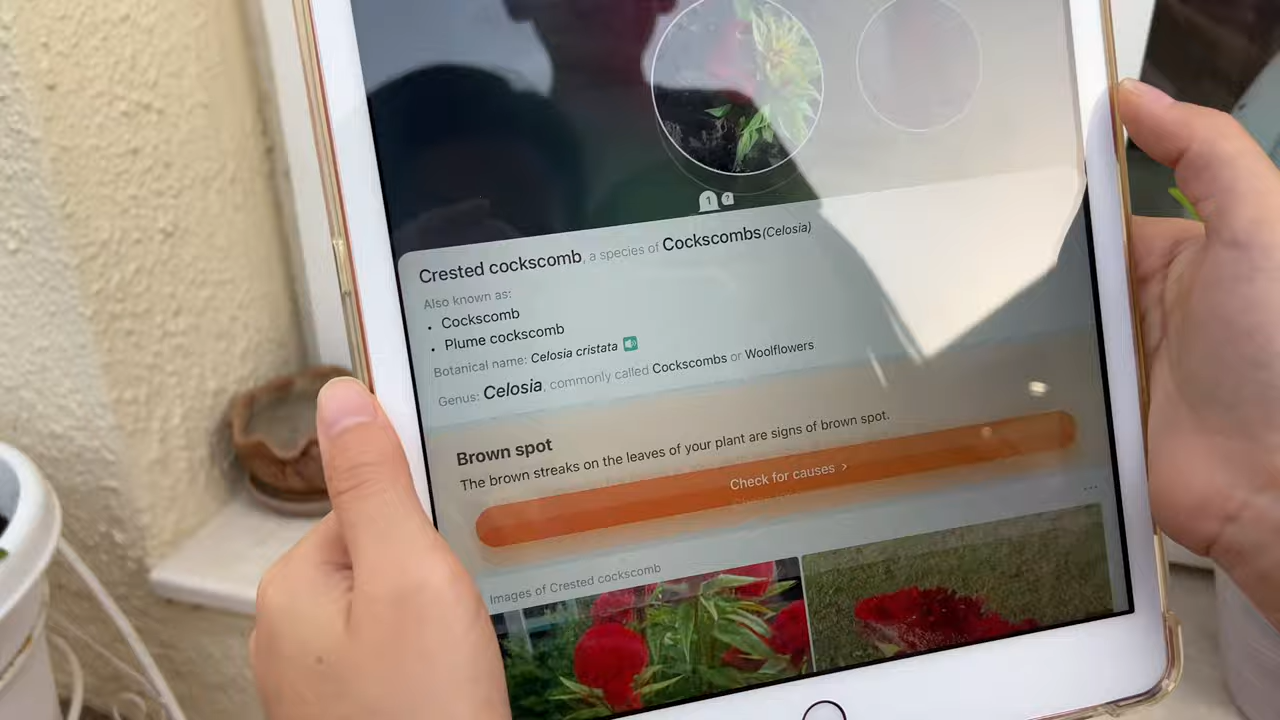 1 ?
Crested cockscomb, a species of Cockscombs (Celosia)
Also known as:
• Cockscomb
• Plume cockscomb
Botanical name: Celosia cristata
Genus: Celosia, commonly called Cockscombs or Woolflowers
Brown spot
The brown streaks on the leaves of your plant are signs of brown spot.
Check for causes >
...
Images of Crested cockscomb